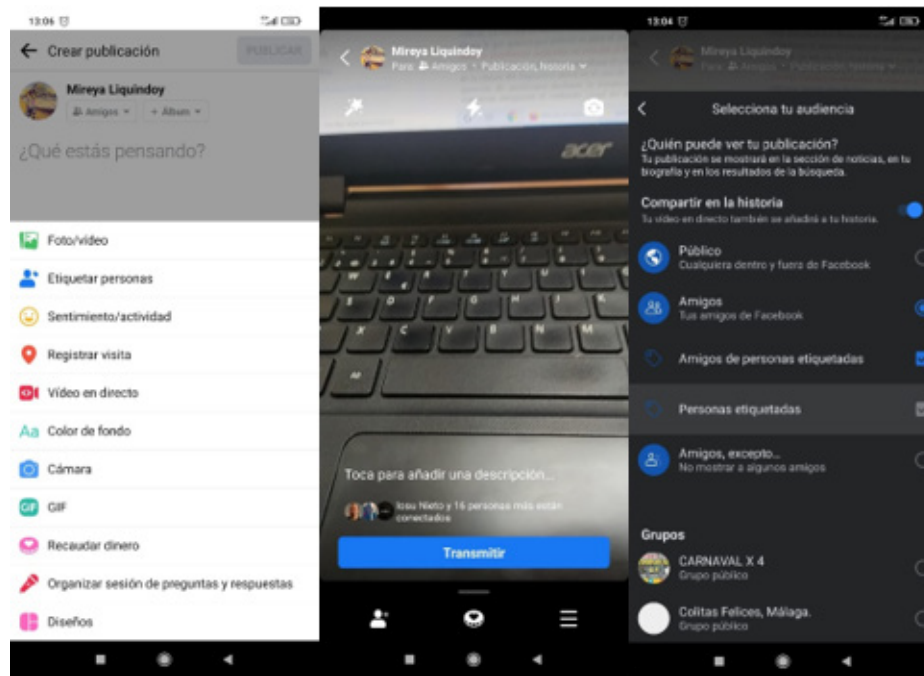 13:06
Crear publicación
PUBLICAR
Mireya Liquindoy
Amigos
+ Álbum
¿Qué estás pensando?
Foto/vídeo
Etiquetar personas
Sentimiento/actividad
Registrar visita
Vídeo en directo
Aa Color de fondo
Cámara
GIF GIF
Recaudar dinero
Organizar sesión de preguntas y respuestas
Diseños
Mireya Liquindoy
Para: Amigos • Publicación, historia
acer
Toca para añadir una descripción...
Iosu Nieto y 16 personas más están
conectados
Transmitir
13:04
Mireya Liquindoy
Para: Amigos • Publicación, historia
Selecciona tu audiencia
¿Quién puede ver tu publicación?
Tu publicación se mostrará en la sección de noticias, en tu
biografía y en los resultados de la búsqueda.
Compartir en la historia
Tu vídeo en directo también se añadirá a tu historia.
Público
Cualquiera dentro y fuera de Facebook
Amigos
Tus amigos de Facebook
Amigos de personas etiquetadas
Personas etiquetadas
Amigos, excepto...
No mostrar a algunos amigos
Grupos
CARNAVAL X 4
Grupo público
Colitas Felices, Málaga.
Grupo público